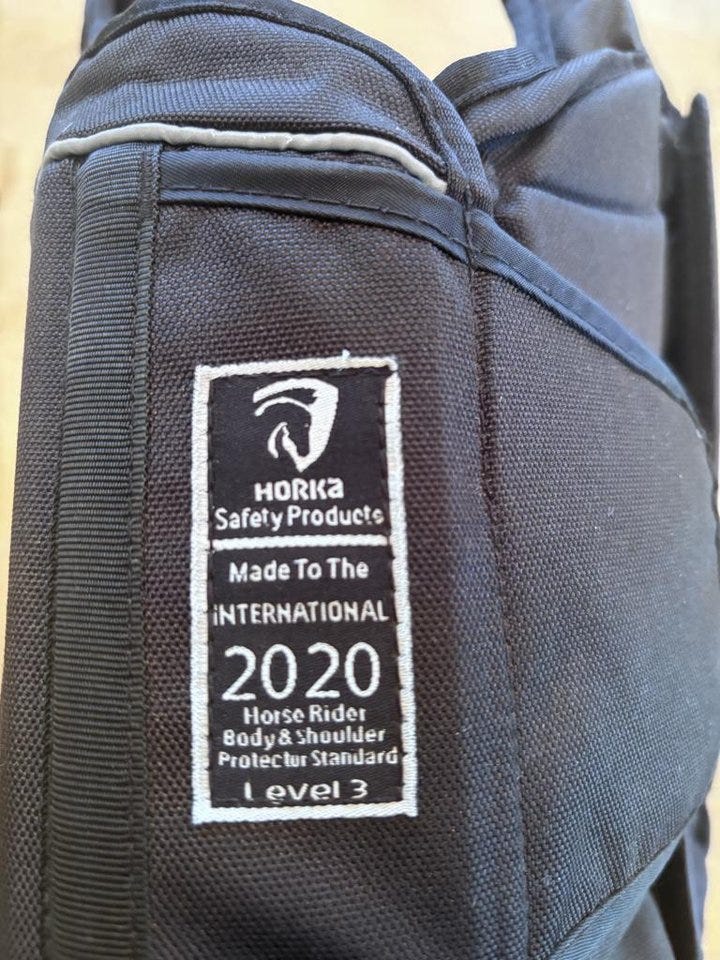 HORKa
Safety Products
Made To The
iNTERNATIONAL
2020
Horse Rider
Body & Shoulder
Protector Standard
Level 3